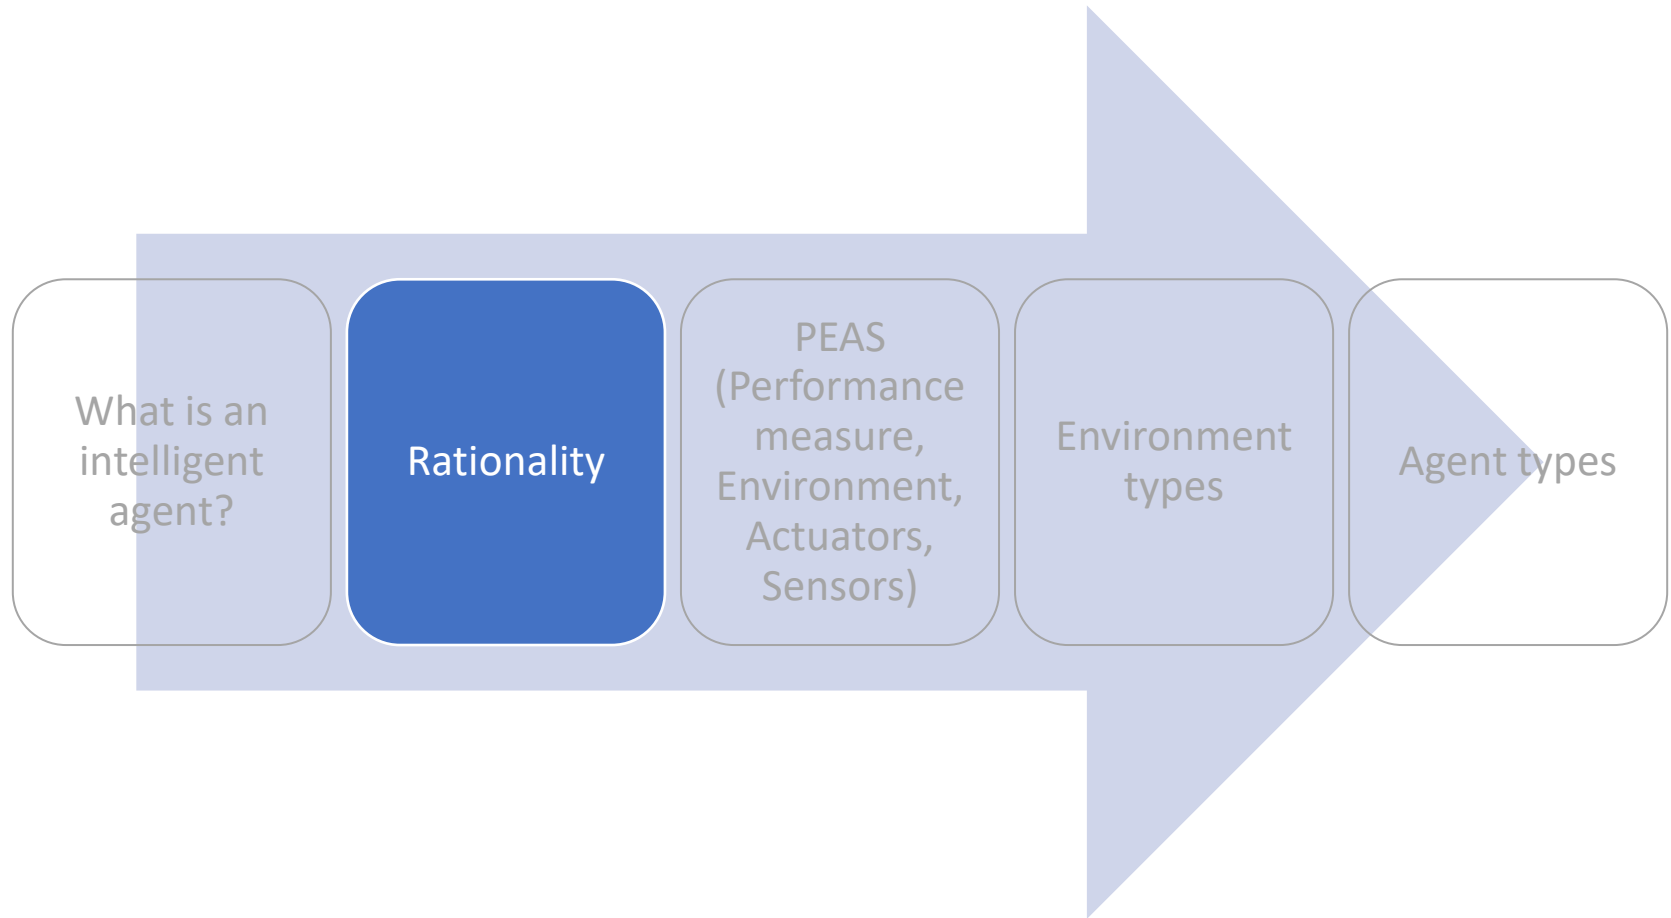 What is an
intelligent
agent?
Rationality
PEAS
(Performance
measure,
Environment,
Actuators,
Sensors)
Environment
types
Agent types